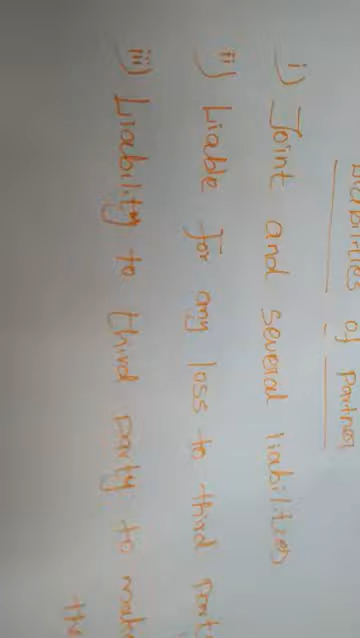 Liabilities of Partner
i) Joint and several liabilities
ii) Liable for any loss to third
iii) Liability to third party to